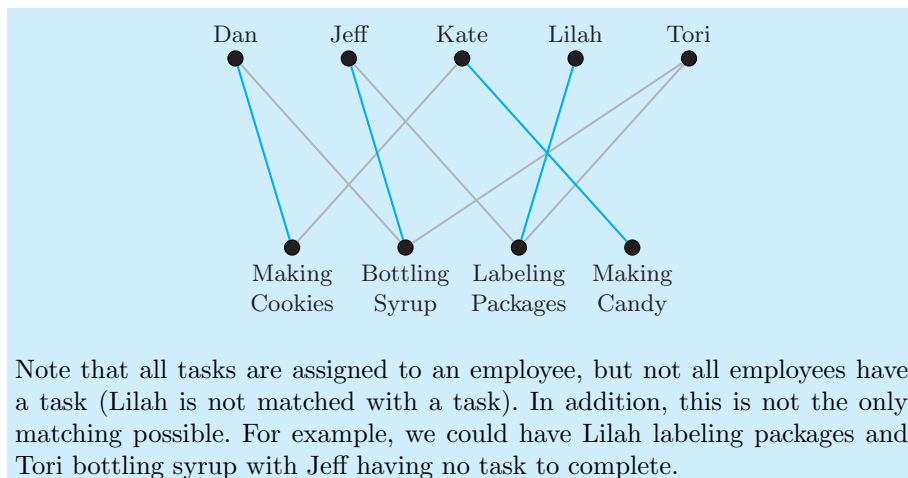 Dan Jeff Kate Lilah Tori
Making Bottling Labeling Making
Cookies Syrup Packages Candy
Note that all tasks are assigned to an employee, but not all employees have
a task (Lilah is not matched with a task). In addition, this is not the only
matching possible. For example, we could have Lilah labeling packages and
Tori bottling syrup with Jeff having no task to complete.